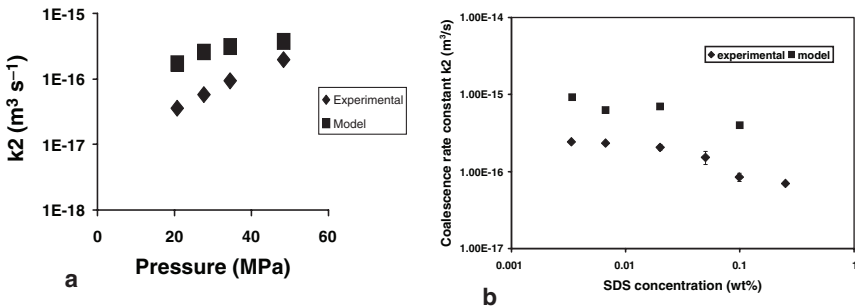 1E-15
1E-16
1E-17
1E-18
k2 (m³ s⁻¹)
0 20 40 60
Pressure (MPa)
Experimental
Model
a
1.00E-14
1.00E-15
1.00E-16
1.00E-17
Coalescence rate constant k2 (m³/s)
0.001 0.01 0.1 1
SDS concentration (wt%)
experimental model
b